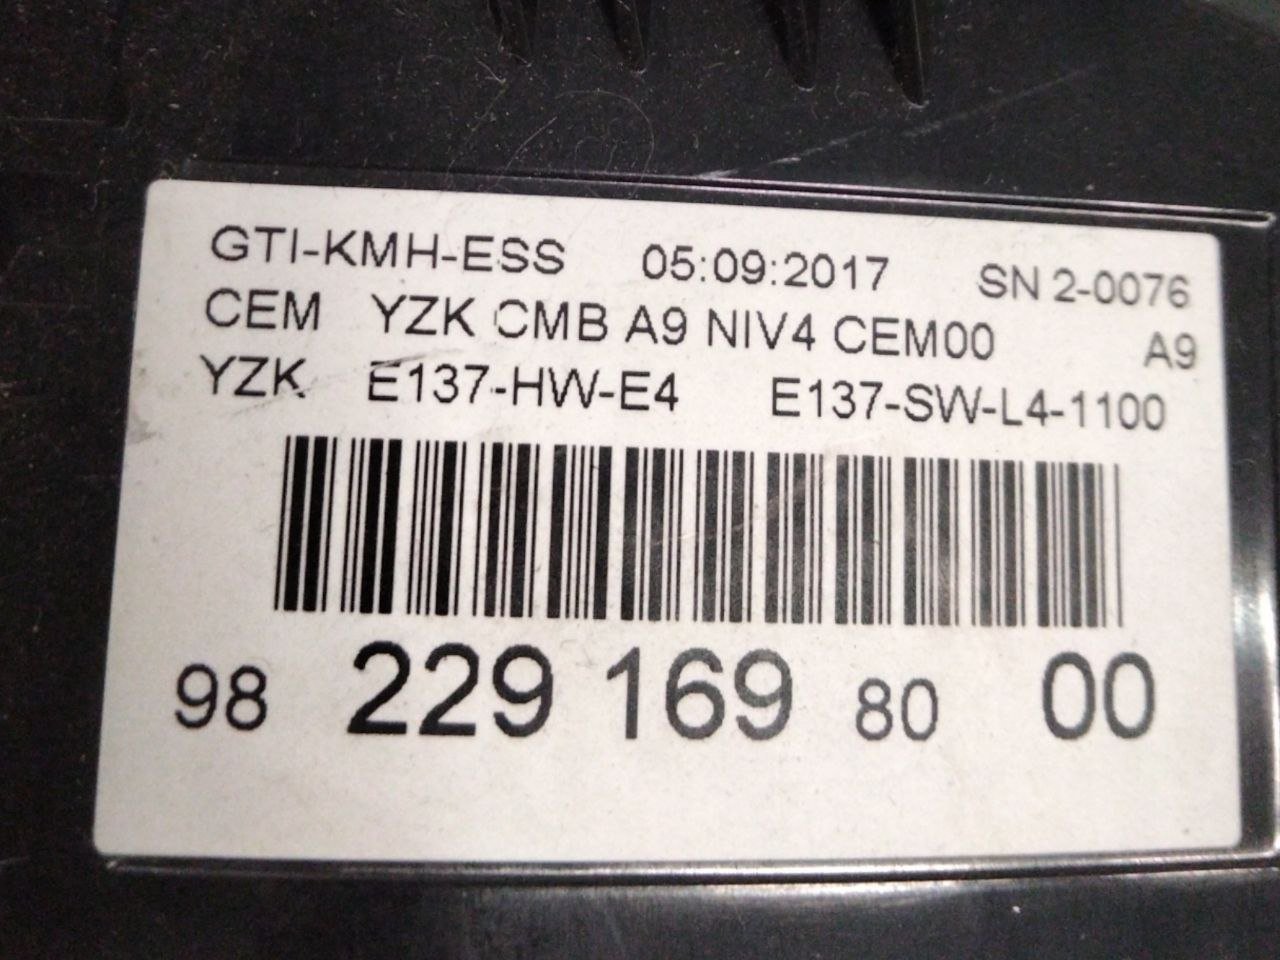 GTI-KMH-ESS 05:09:2017 SN 2-0076
CEM YZK CMB A9 NIV4 CEM00 A9
YZK E137-HW-E4 E137-SW-L4-1100
98 229 169 80 00